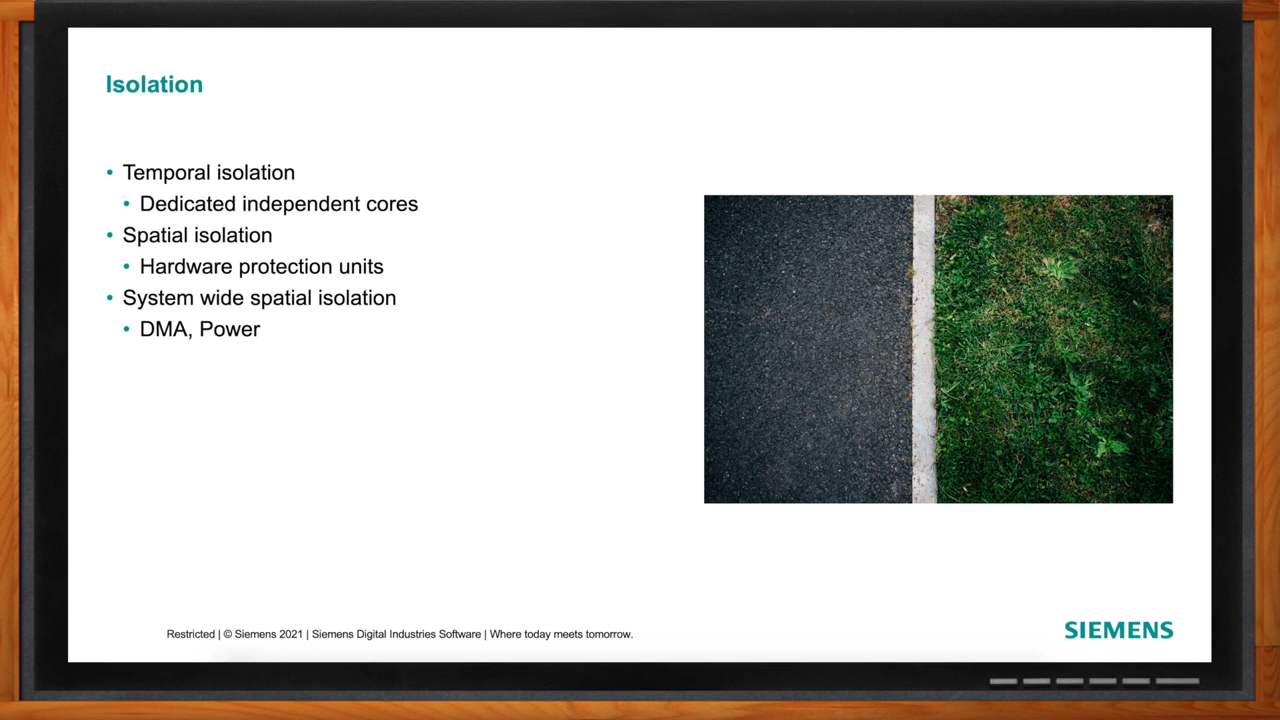 Isolation
• Temporal isolation
• Dedicated independent cores
• Spatial isolation
• Hardware protection units
• System wide spatial isolation
• DMA, Power
Restricted | © Siemens 2021 | Siemens Digital Industries Software | Where today meets tomorrow.
SIEMENS